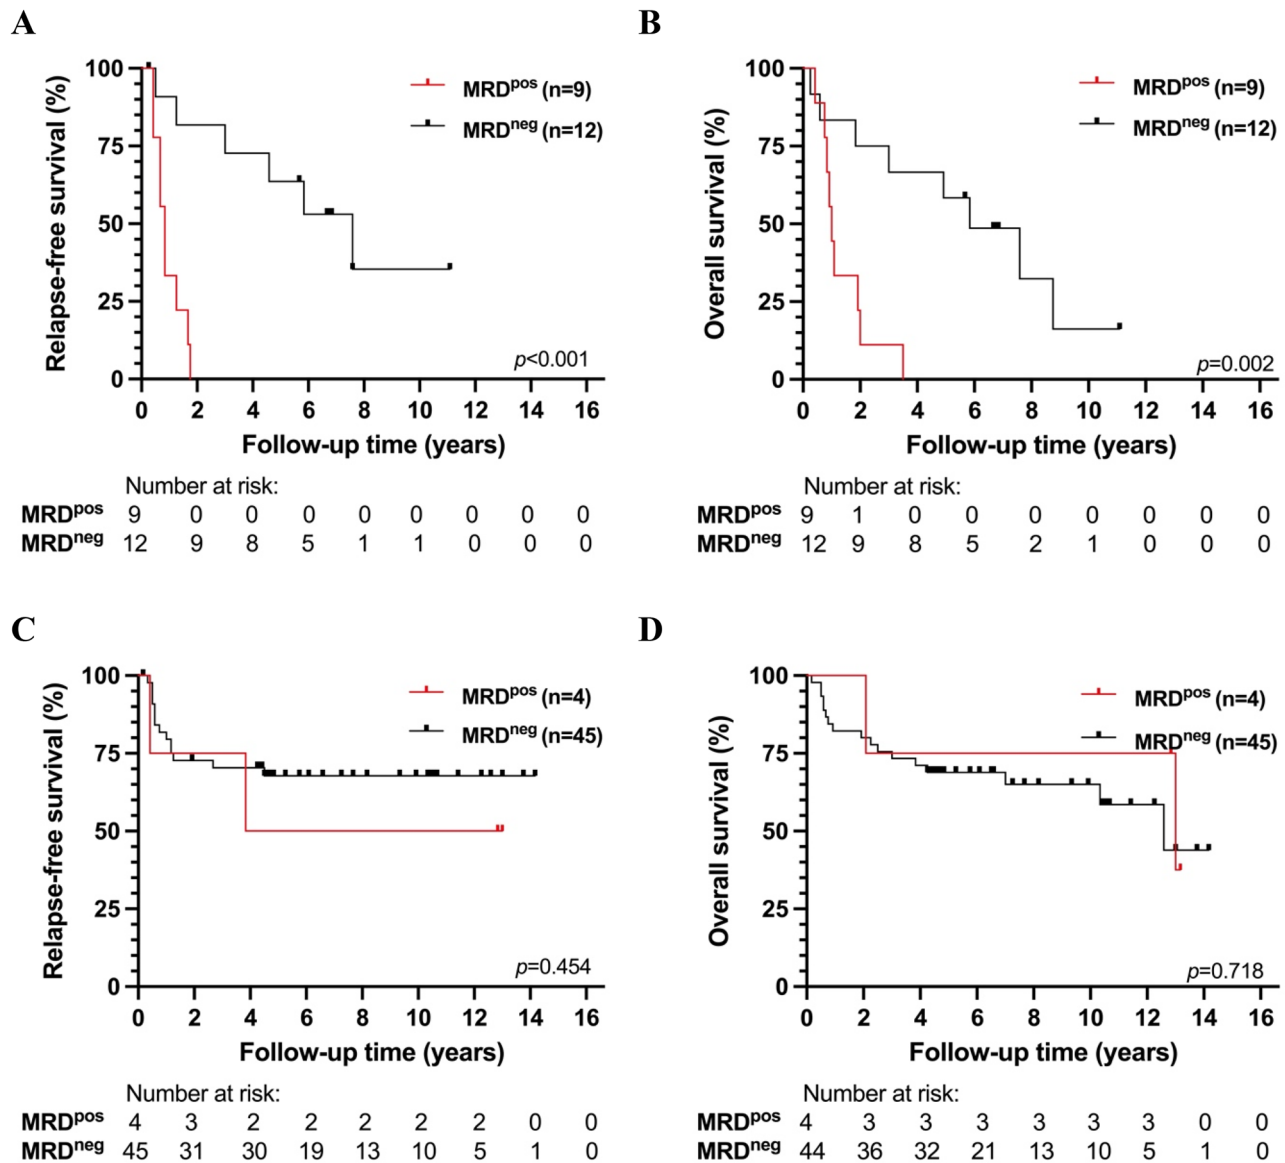 A
Relapse-free survival (%)
100
75
50
25
0
MRDpos (n=9)
MRDneg (n=12)
p<0.001
0 2 4 6 8 10 12 14 16
Follow-up time (years)
Number at risk:
MRDpos 9 0 0 0 0 0 0 0 0
MRDneg 12 9 8 5 1 1 0 0 0
B
Overall survival (%)
100
75
50
25
0
MRDpos (n=9)
MRDneg (n=12)
p=0.002
0 2 4 6 8 10 12 14 16
Follow-up time (years)
Number at risk:
MRDpos 9 1 0 0 0 0 0 0 0
MRDneg 12 9 8 5 2 1 0 0 0
C
Relapse-free survival (%)
100
75
50
25
0
MRDpos (n=4)
MRDneg (n=45)
p=0.454
0 2 4 6 8 10 12 14 16
Follow-up time (years)
Number at risk:
MRDpos 4 3 2 2 2 2 2 0 0
MRDneg 45 31 30 19 13 10 5 1 0
D
Overall survival (%)
100
75
50
25
0
MRDpos (n=4)
MRDneg (n=45)
p=0.718
0 2 4 6 8 10 12 14 16
Follow-up time (years)
Number at risk:
MRDpos 4 3 3 3 3 3 3 0 0
MRDneg 44 36 32 21 13 10 5 1 0